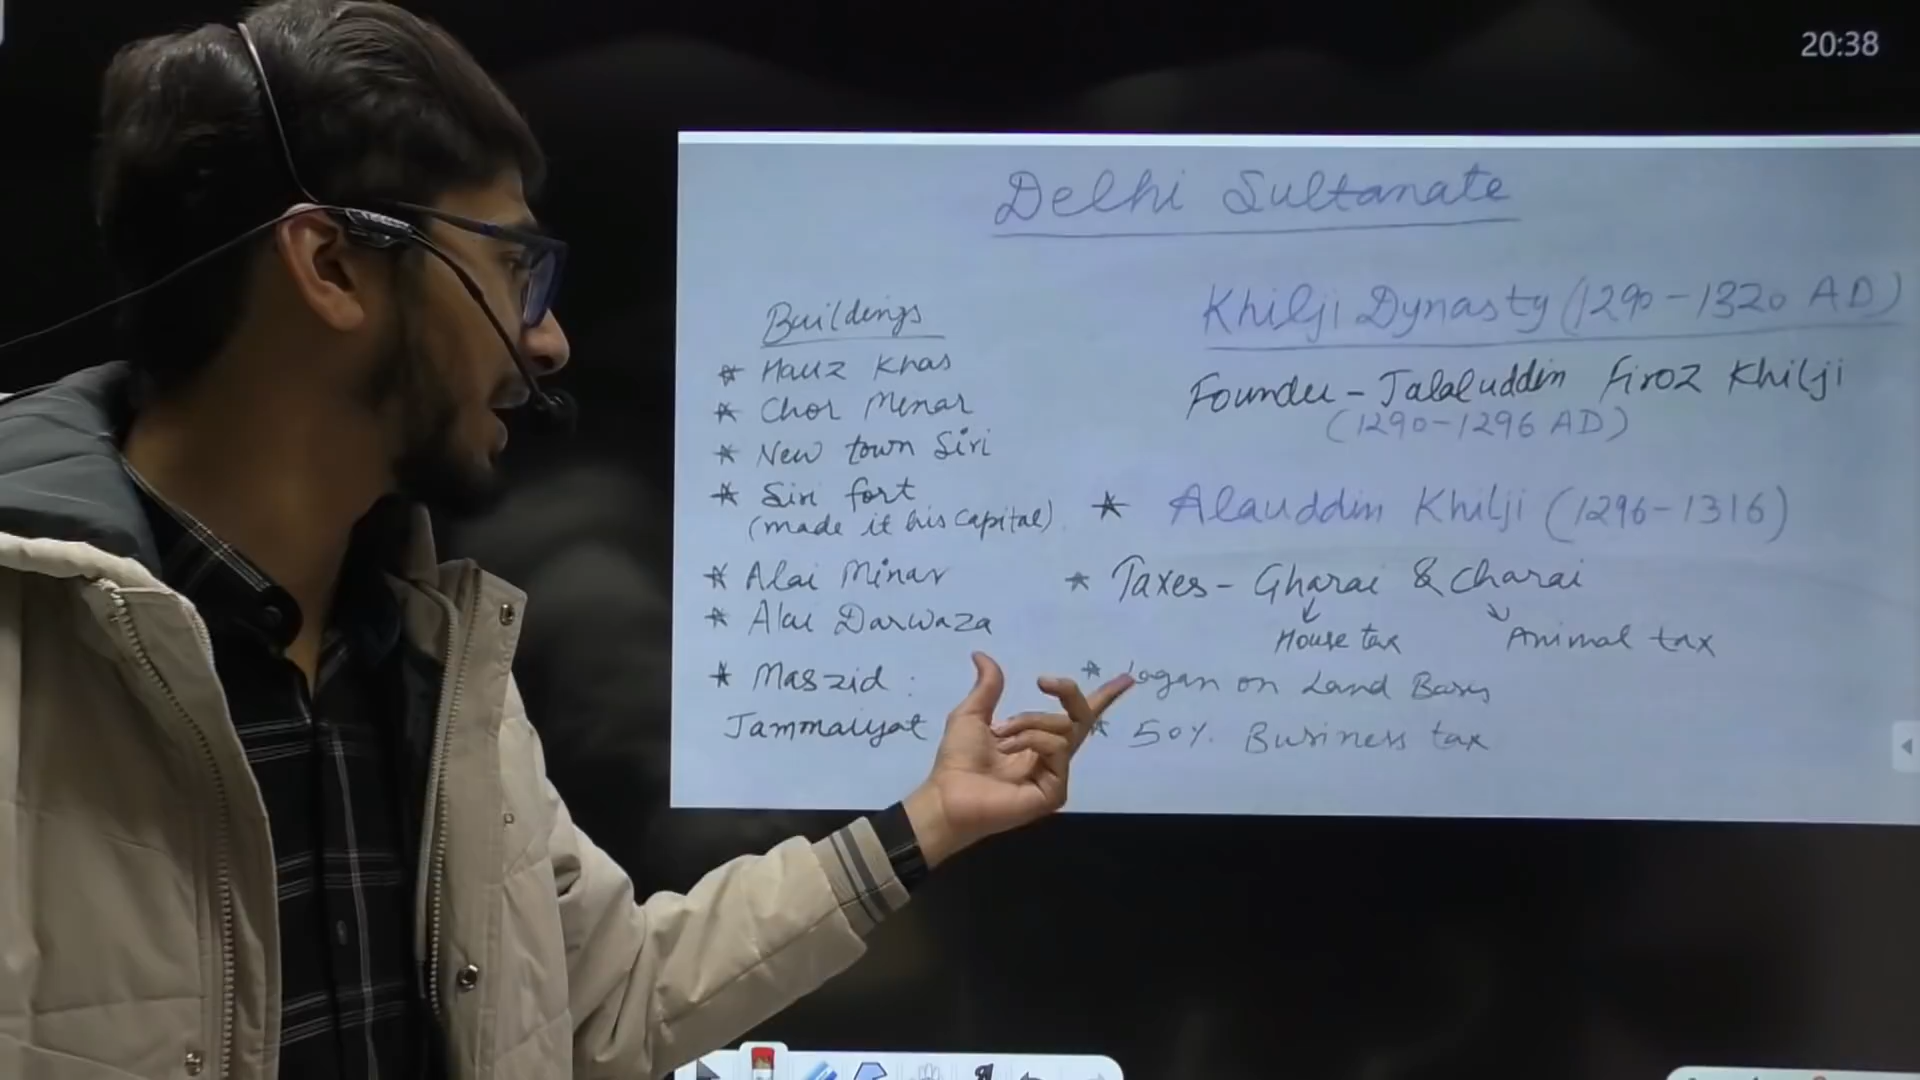 20:38
Delhi Sultanate
Buildings
* Hauz Khas
* Chor Menar
* New town Siri
* Siri fort
(made it his capital)
* Alai Minar
* Alai Darwaza
* Maszid :
Jammaiyat
Khilji Dynasty (1290-1320 AD)
Founder - Jalaluddin Firoz Khilji
(1290-1296 AD)
* Alauddin Khilji (1296-1316)
* Taxes - Gharai & Charai
House tax
Animal tax
* Lagan on Land Basis
* 50% Business tax